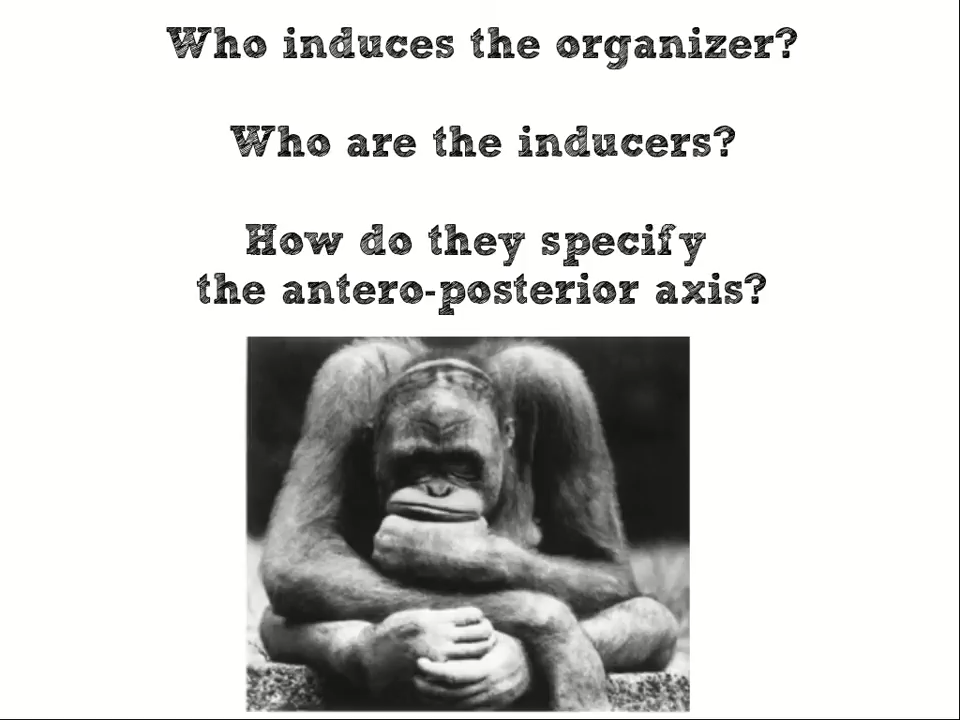 Who induces the organizer?
Who are the inducers?
How do they specify
the antero-posterior axis?